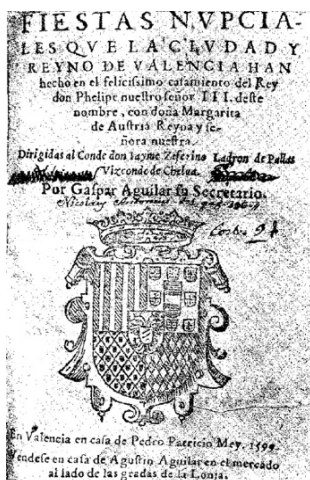 FIESTAS NVPCIA-
LES QVE LA CIVDAD Y
REYNO DE VALENCIA HAN
hecho en el felicissimo casamiento del Rey
don Phelipe nuestro señor III. deste
nombre, con doña Margarita
de Austria Reyna y se-
ñora nuestra.
Dirigidas al Conde don Iayme Zeferino Ladron de Pallas
Vizconde de Chelua.
Por Gaspar Aguilar su Secretario.
En Valencia en casa de Pedro Patricio Mey. 1599.
Vendese en casa de Agustin Aguilar en el mercado
al lado de las gradas de la Lonja.